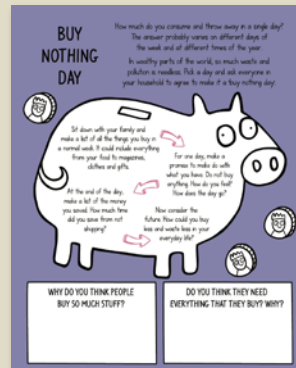 BUY
NOTHING
DAY
How much do you consume and throw away in a single day?
The answer probably varies on different days of
the week and at different times of the year.
In wealthy parts of the world, so much waste and
pollution is needless. Pick a day and ask everyone in
your household to agree to make it a buy nothing day.
Sit down with your family and
make a list of all the things you buy in
a normal week. It could include everything
from your food to magazines,
clothes and gifts.
For one day, make a
promise to make do with
what you have. Do not buy
anything. How do you feel?
How does the day go?
At the end of the day,
make a list of the money
you saved. How much time
did you save from not
shopping?
Now consider the
future. How could you buy
less and waste less in your
everyday life?
WHY DO YOU THINK PEOPLE
BUY SO MUCH STUFF?
DO YOU THINK THEY NEED
EVERYTHING THAT THEY BUY? WHY?